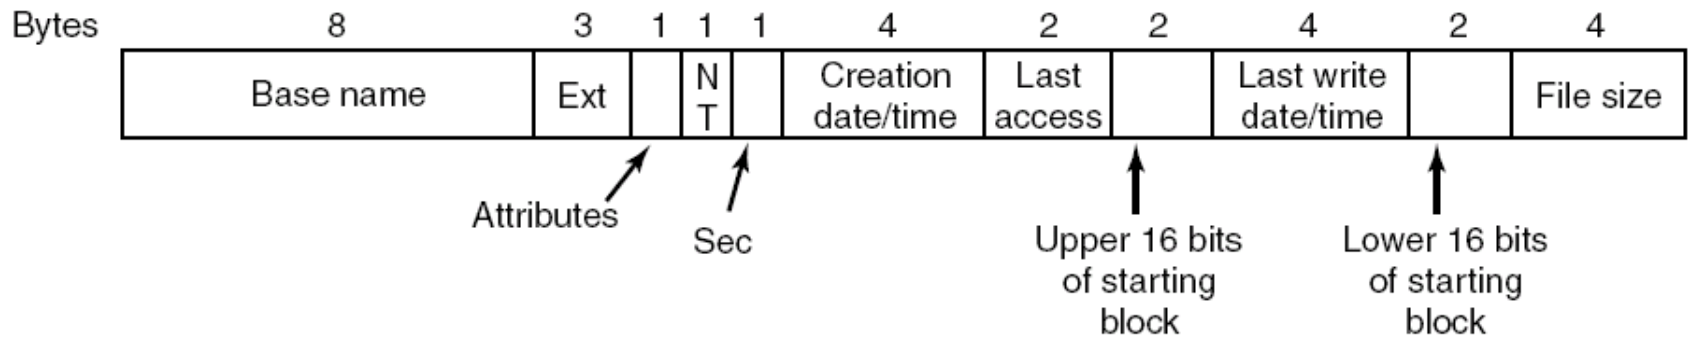 Bytes 8 3 1 1 1 4 2 2 4 2 4
Base name
Ext
N
T
Creation
date/time
Last
access
Last write
date/time
File size
Attributes
Sec
Upper 16 bits
of starting
block
Lower 16 bits
of starting
block